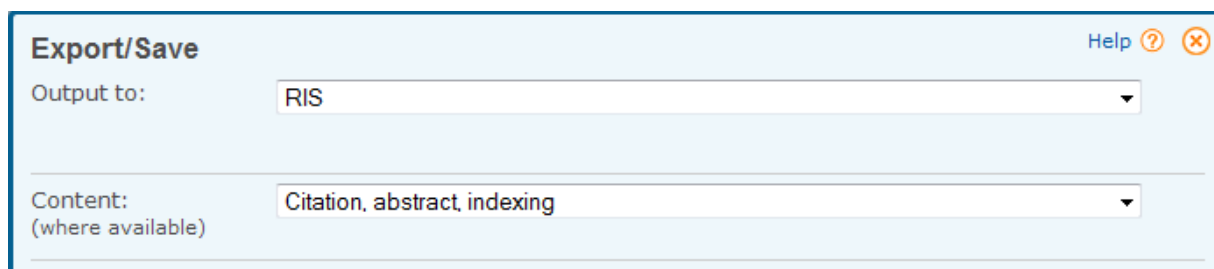 Export/Save
Help
Output to:
RIS
Content:
Citation, abstract, indexing
(where available)